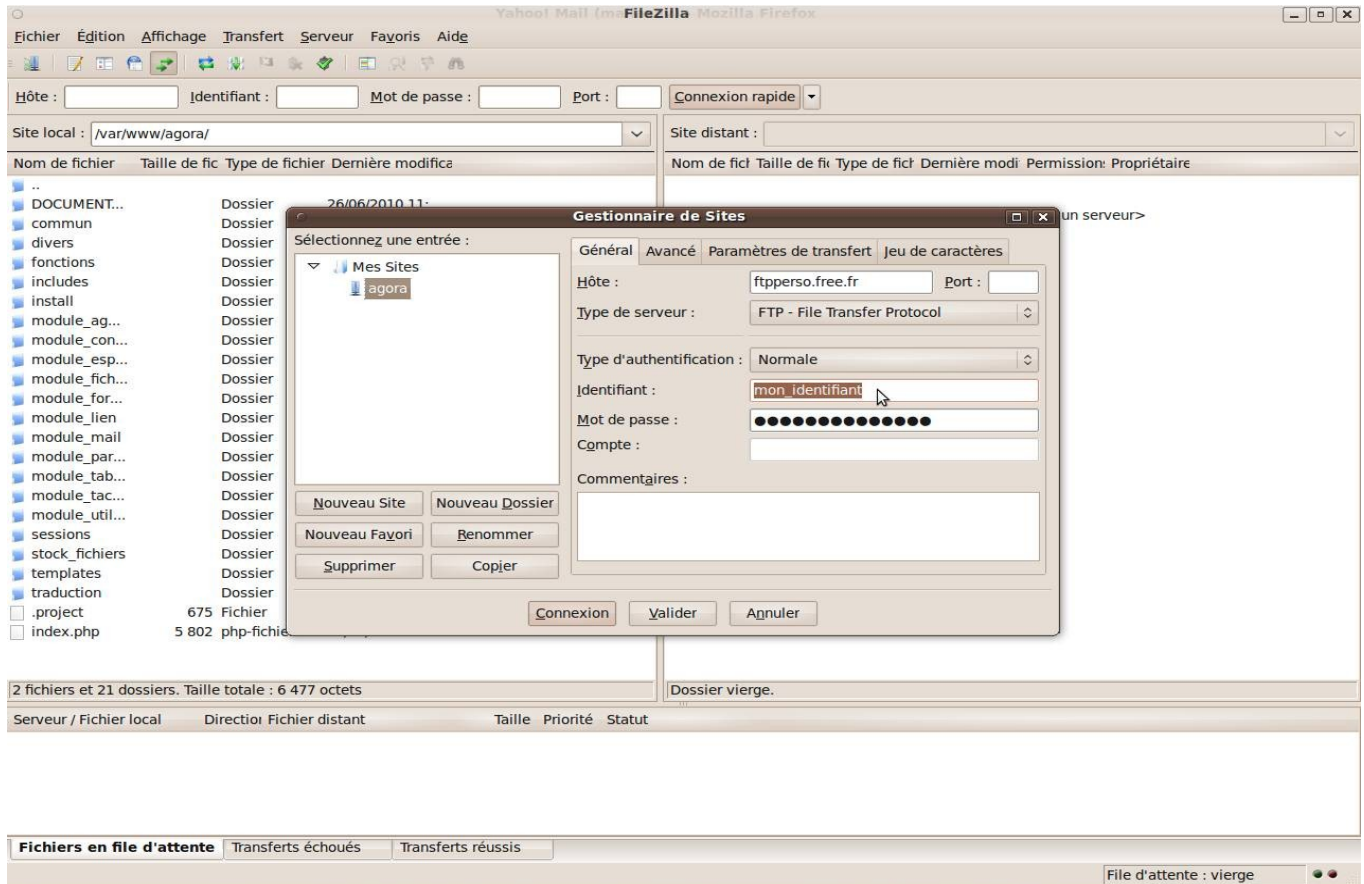 Yahoo! Mail (ma FileZilla Mozilla Firefox
Fichier Édition Affichage Transfert Serveur Favoris Aide
Hôte : Identifiant : Mot de passe : Port : Connexion rapide
Site local : /var/www/agora/
Site distant :
Nom de fichier Taille de fic Type de fichier Dernière modifica
Nom de fich Taille de fic Type de fich Dernière modi Permission: Propriétaire
..
DOCUMENT... Dossier 26/06/2010 11:
commun Dossier
divers Dossier
fonctions Dossier
includes Dossier
install Dossier
module_ag... Dossier
module_con... Dossier
module_esp... Dossier
module_fich... Dossier
module_for... Dossier
module_lien Dossier
module_mail Dossier
module_par... Dossier
module_tab... Dossier
module_tac... Dossier
module_util... Dossier
sessions Dossier
stock_fichiers Dossier
templates Dossier
traduction Dossier
.project 675 Fichier
index.php 5 802 php-fichie
un serveur>
Gestionnaire de Sites
Sélectionnez une entrée :
Mes Sites
agora
Nouveau Site Nouveau Dossier
Nouveau Favori Renommer
Supprimer Copier
Général Avancé Paramètres de transfert Jeu de caractères
Hôte : ftpperso.free.fr Port :
Type de serveur : FTP - File Transfer Protocol
Type d'authentification : Normale
Identifiant : mon_identifiant
Mot de passe : ●●●●●●●●●●●●●●
Compte :
Commentaires :
Connexion Valider Annuler
2 fichiers et 21 dossiers. Taille totale : 6 477 octets
Dossier vierge.
Serveur / Fichier local Direction Fichier distant Taille Priorité Statut
Fichiers en file d'attente Transferts échoués Transferts réussis
File d'attente : vierge